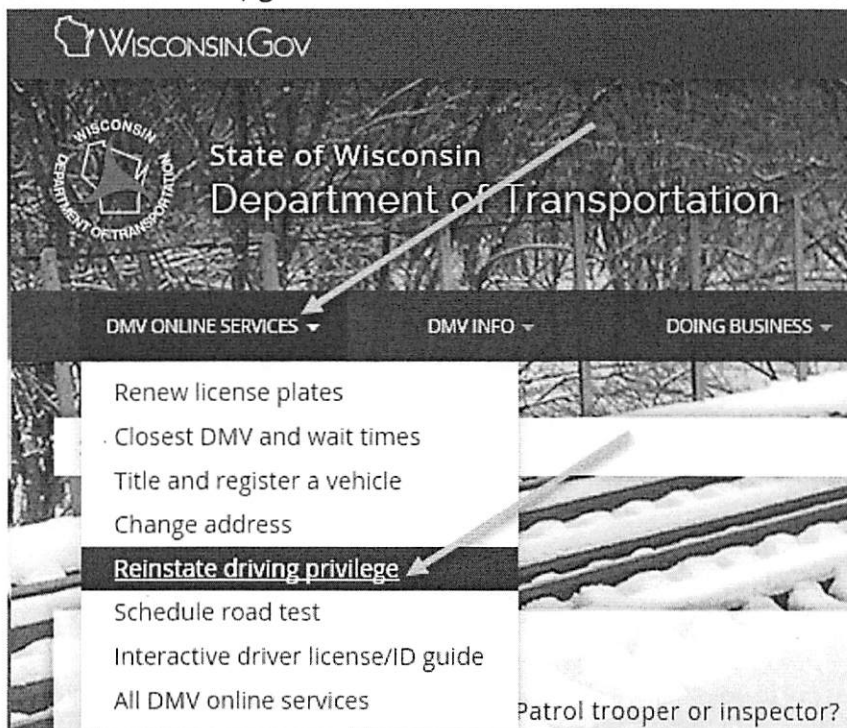 WISCONSIN.GOV
WISCONSIN
DEPARTMENT OF TRANSPORTATION
State of Wisconsin
Department of Transportation
DMV ONLINE SERVICES DMV INFO DOING BUSINESS
Renew license plates
Closest DMV and wait times
Title and register a vehicle
Change address
Reinstate driving privilege
Schedule road test
Interactive driver license/ID guide
All DMV online services
Patrol trooper or inspector?